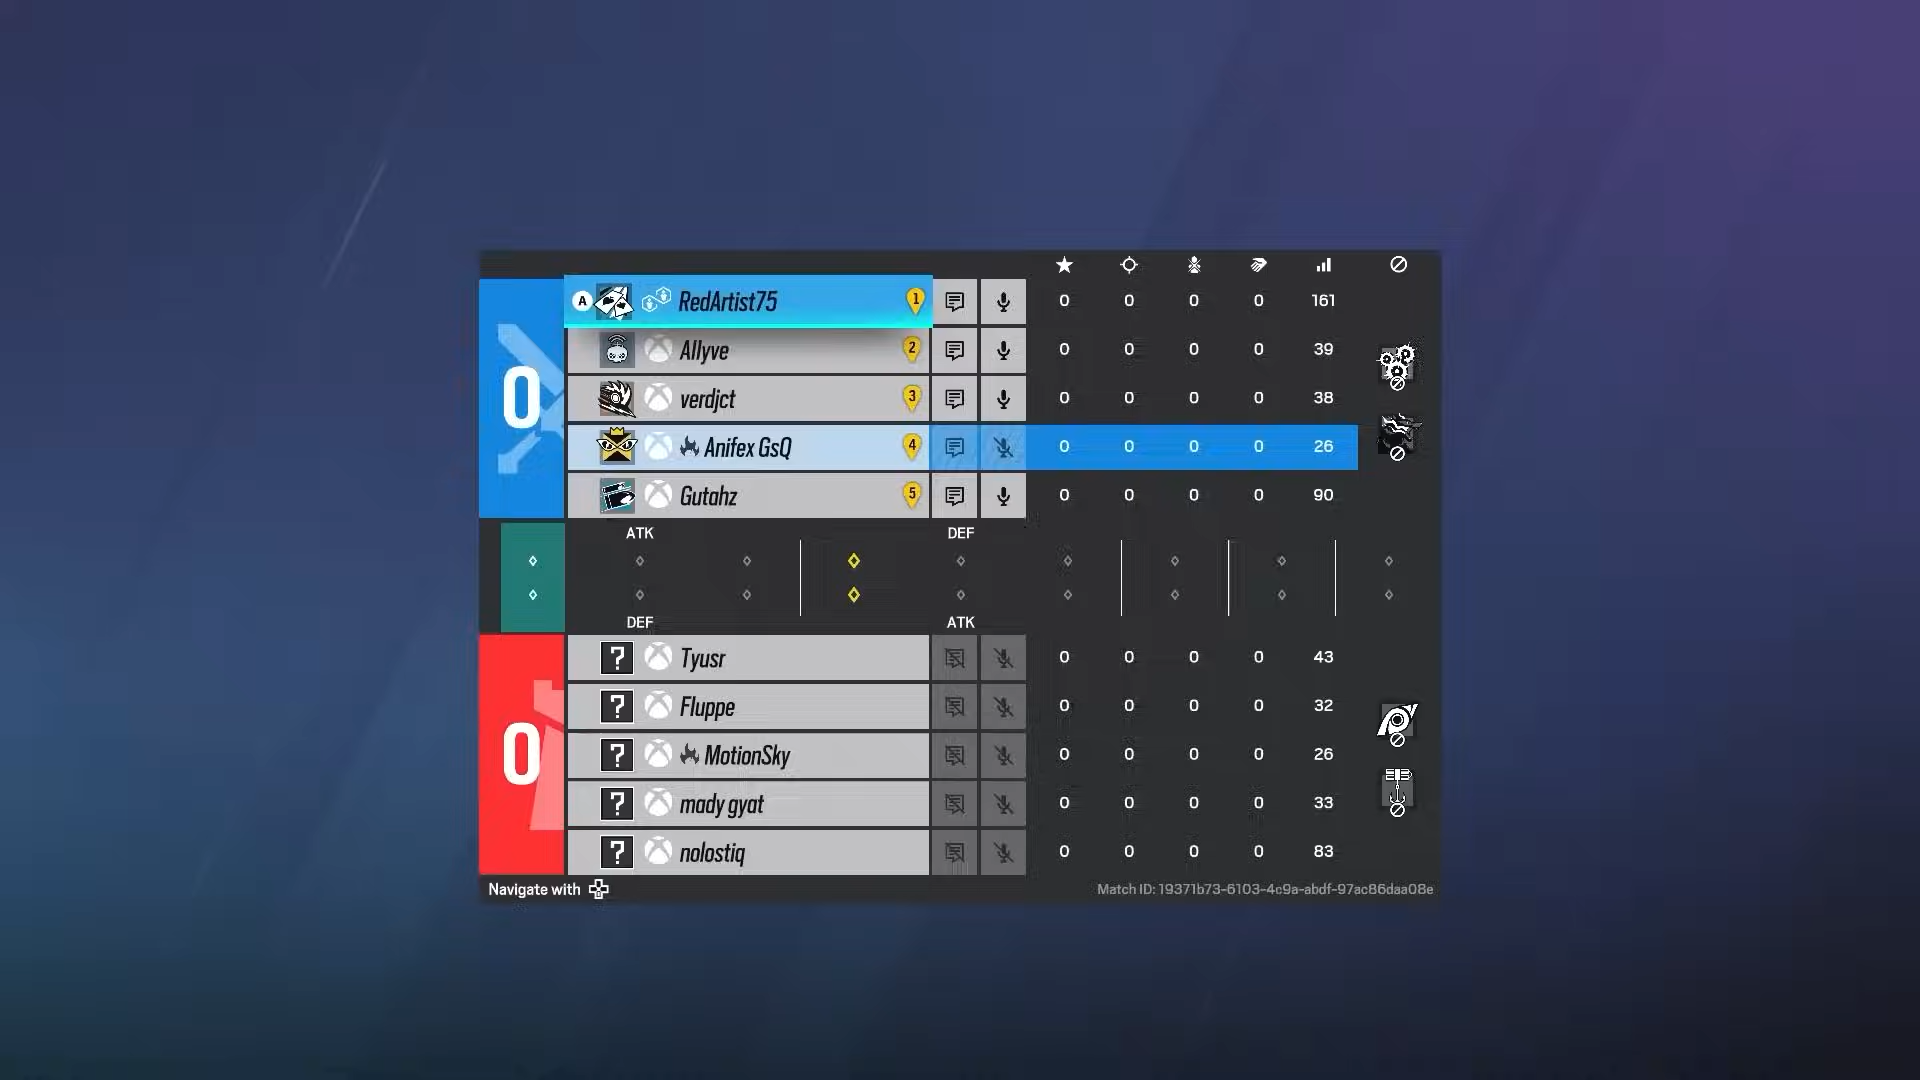 0
A RedArtist75 1 0 0 0 0 161
Allyve 2 0 0 0 0 39
verdjct 3 0 0 0 0 38
Anifex GsQ 4 0 0 0 0 26
Gutahz 5 0 0 0 0 90
ATK DEF
DEF ATK
0
? Tyusr 0 0 0 0 43
? Fluppe 0 0 0 0 32
? MotionSky 0 0 0 0 26
? mady gyat 0 0 0 0 33
? nolostiq 0 0 0 0 83
Navigate with
Match ID: 19371b73-6103-4c9a-abdf-97ac86daa08e